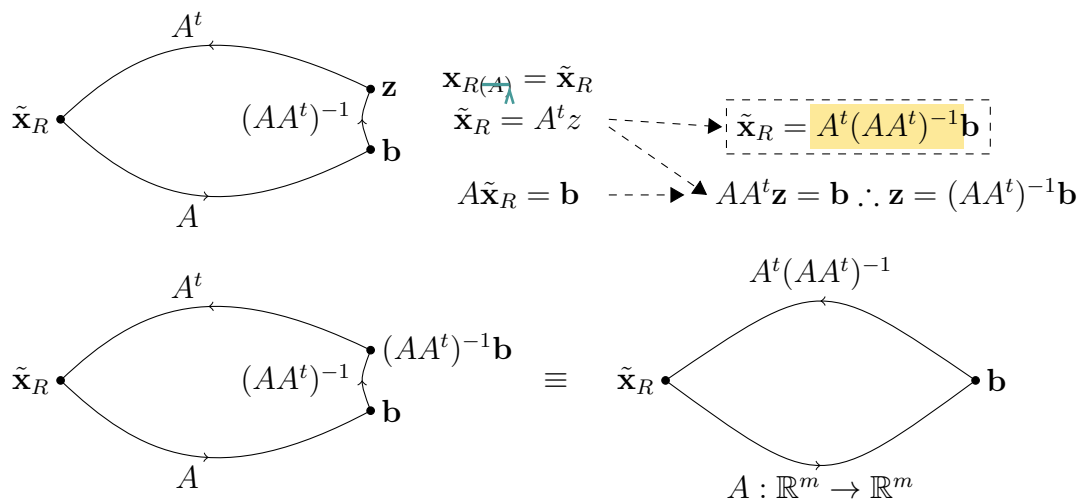 A^t
x̃_R
(AA^t)^{-1}
z
b
A
x_{R(A)} = x̃_R
x̃_R = A^t z
x̃_R = A^t(AA^t)^{-1}b
Ax̃_R = b
AA^t z = b ∴ z = (AA^t)^{-1}b
A^t
x̃_R
(AA^t)^{-1}
(AA^t)^{-1}b
b
A
≡
A^t(AA^t)^{-1}
x̃_R
b
A : ℝ^m → ℝ^m